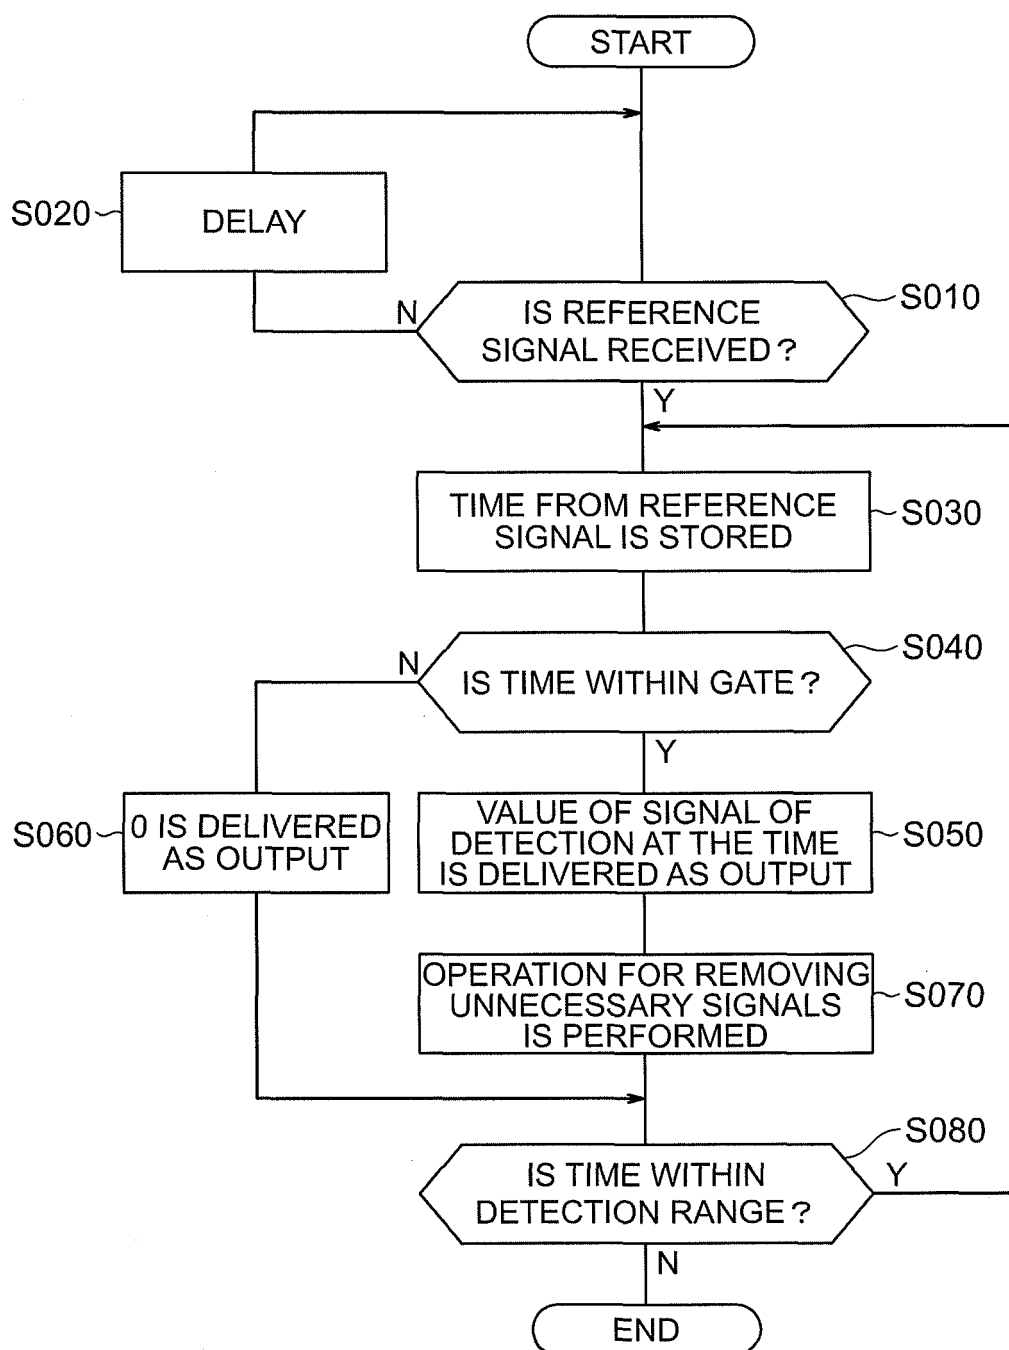 START
S020
DELAY
N
IS REFERENCE
SIGNAL RECEIVED?
S010
Y
TIME FROM REFERENCE
SIGNAL IS STORED
S030
N
IS TIME WITHIN GATE?
S040
Y
S060
0 IS DELIVERED
AS OUTPUT
VALUE OF SIGNAL OF
DETECTION AT THE TIME
IS DELIVERED AS OUTPUT
S050
OPERATION FOR REMOVING
UNNECESSARY SIGNALS
IS PERFORMED
S070
S080
IS TIME WITHIN
DETECTION RANGE?
Y
N
END